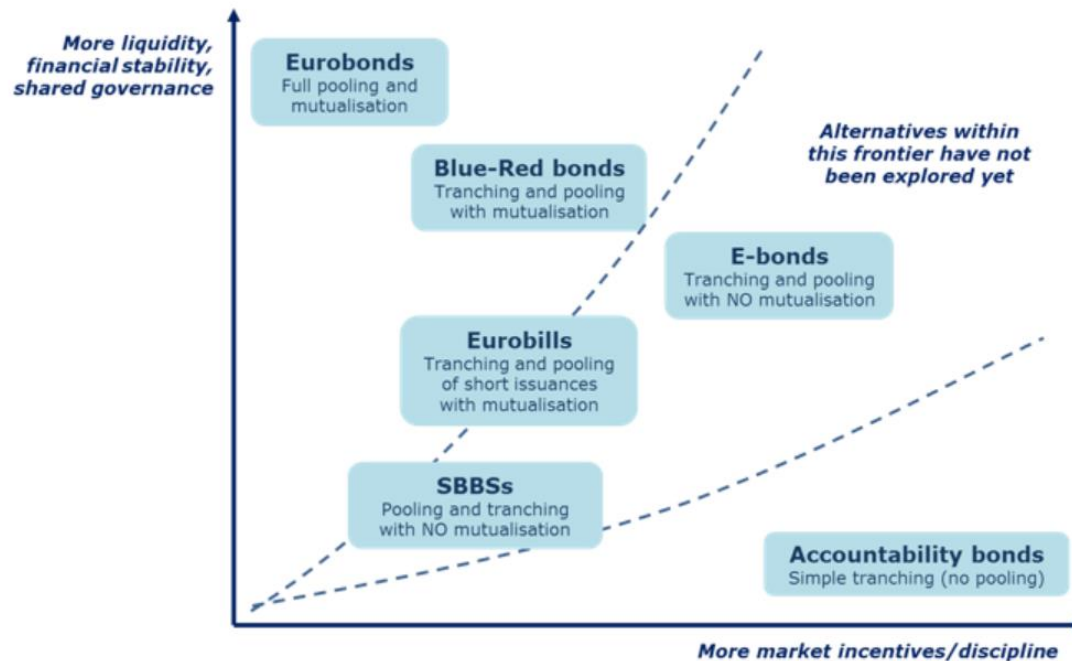 More liquidity,
financial stability,
shared governance
Eurobonds
Full pooling and
mutualisation
Blue-Red bonds
Tranching and pooling
with mutualisation
Alternatives within
this frontier have not
been explored yet
E-bonds
Tranching and pooling
with NO mutualisation
Eurobills
Tranching and pooling
of short issuances
with mutualisation
SBBSs
Pooling and tranching
with NO mutualisation
Accountability bonds
Simple tranching (no pooling)
More market incentives/discipline